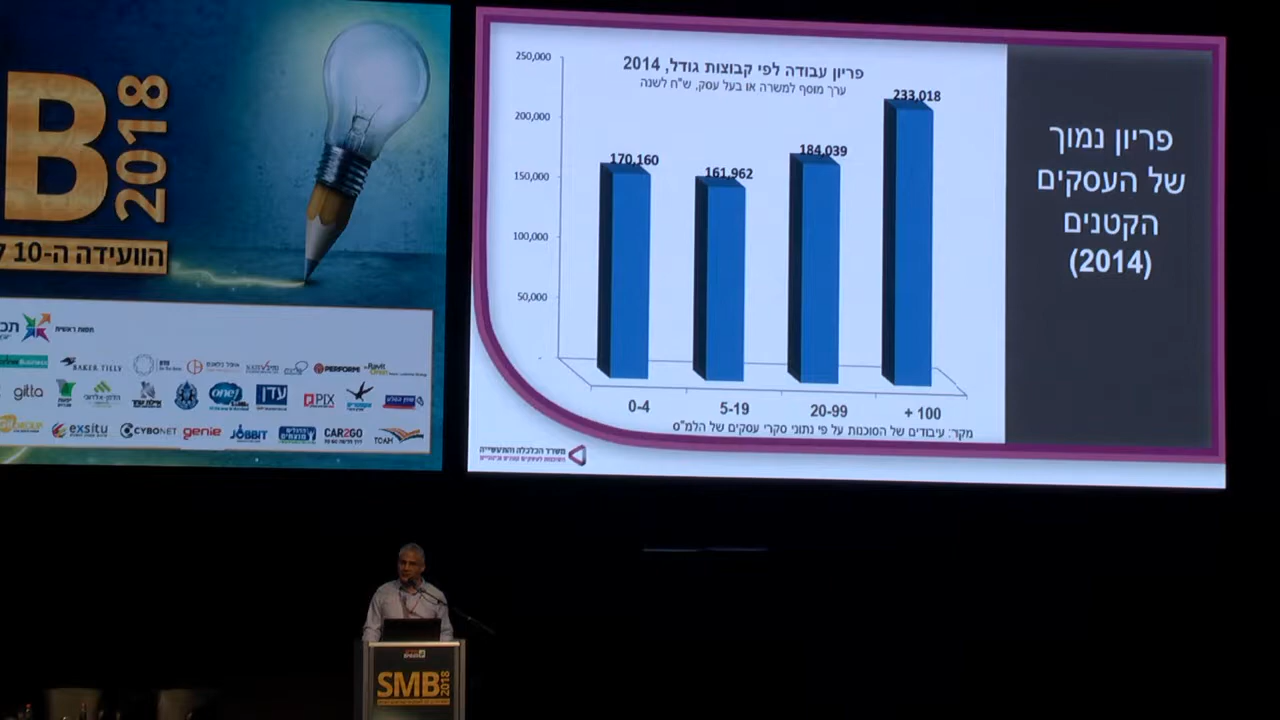 B
2018
הוועידה ה-10
חסות ראשית
BAKER TILLY
PERFORMP
gitta
one1
עדן
PIX
exsitu
CYBONET
genie
JOBBIT
CAR2GO
פריון עבודה לפי קבוצות גודל, 2014
ערך מוסף למשרה או בעל עסק, ש"ח לשנה
250,000
200,000
150,000
100,000
50,000
-
170,160
161,962
184,039
233,018
0-4
5-19
20-99
+ 100
מקור: עיבודים של הסוכנות על פי נתוני סקרי עסקים של הלמ"ס
משרד הכלכלה והתעשייה
פריון נמוך
של העסקים
הקטנים
(2014)
SMB
2018